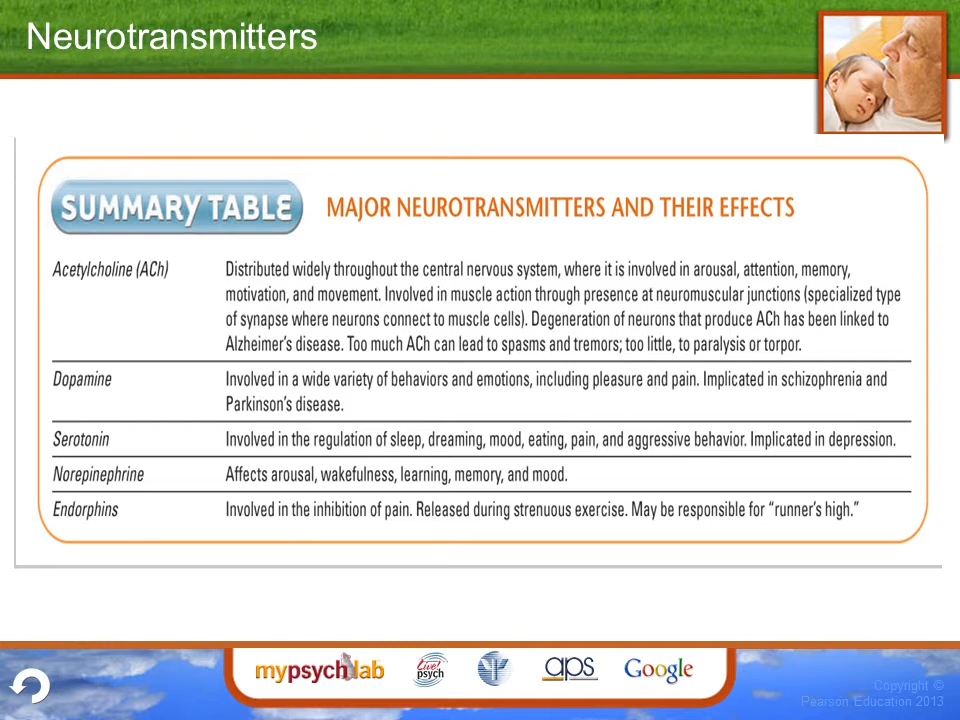 Neurotransmitters
SUMMARY TABLE
MAJOR NEUROTRANSMITTERS AND THEIR EFFECTS
Acetylcholine (ACh)
Distributed widely throughout the central nervous system, where it is involved in arousal, attention, memory,
motivation, and movement. Involved in muscle action through presence at neuromuscular junctions (specialized type
of synapse where neurons connect to muscle cells). Degeneration of neurons that produce ACh has been linked to
Alzheimer's disease. Too much ACh can lead to spasms and tremors; too little, to paralysis or torpor.
Dopamine
Involved in a wide variety of behaviors and emotions, including pleasure and pain. Implicated in schizophrenia and
Parkinson's disease.
Serotonin
Involved in the regulation of sleep, dreaming, mood, eating, pain, and aggressive behavior. Implicated in depression.
Norepinephrine
Affects arousal, wakefulness, learning, memory, and mood.
Endorphins
Involved in the inhibition of pain. Released during strenuous exercise. May be responsible for “runner's high.”
mypsychlab
Live!
psych
aps
Google
Copyright ©
Pearson Education 2013